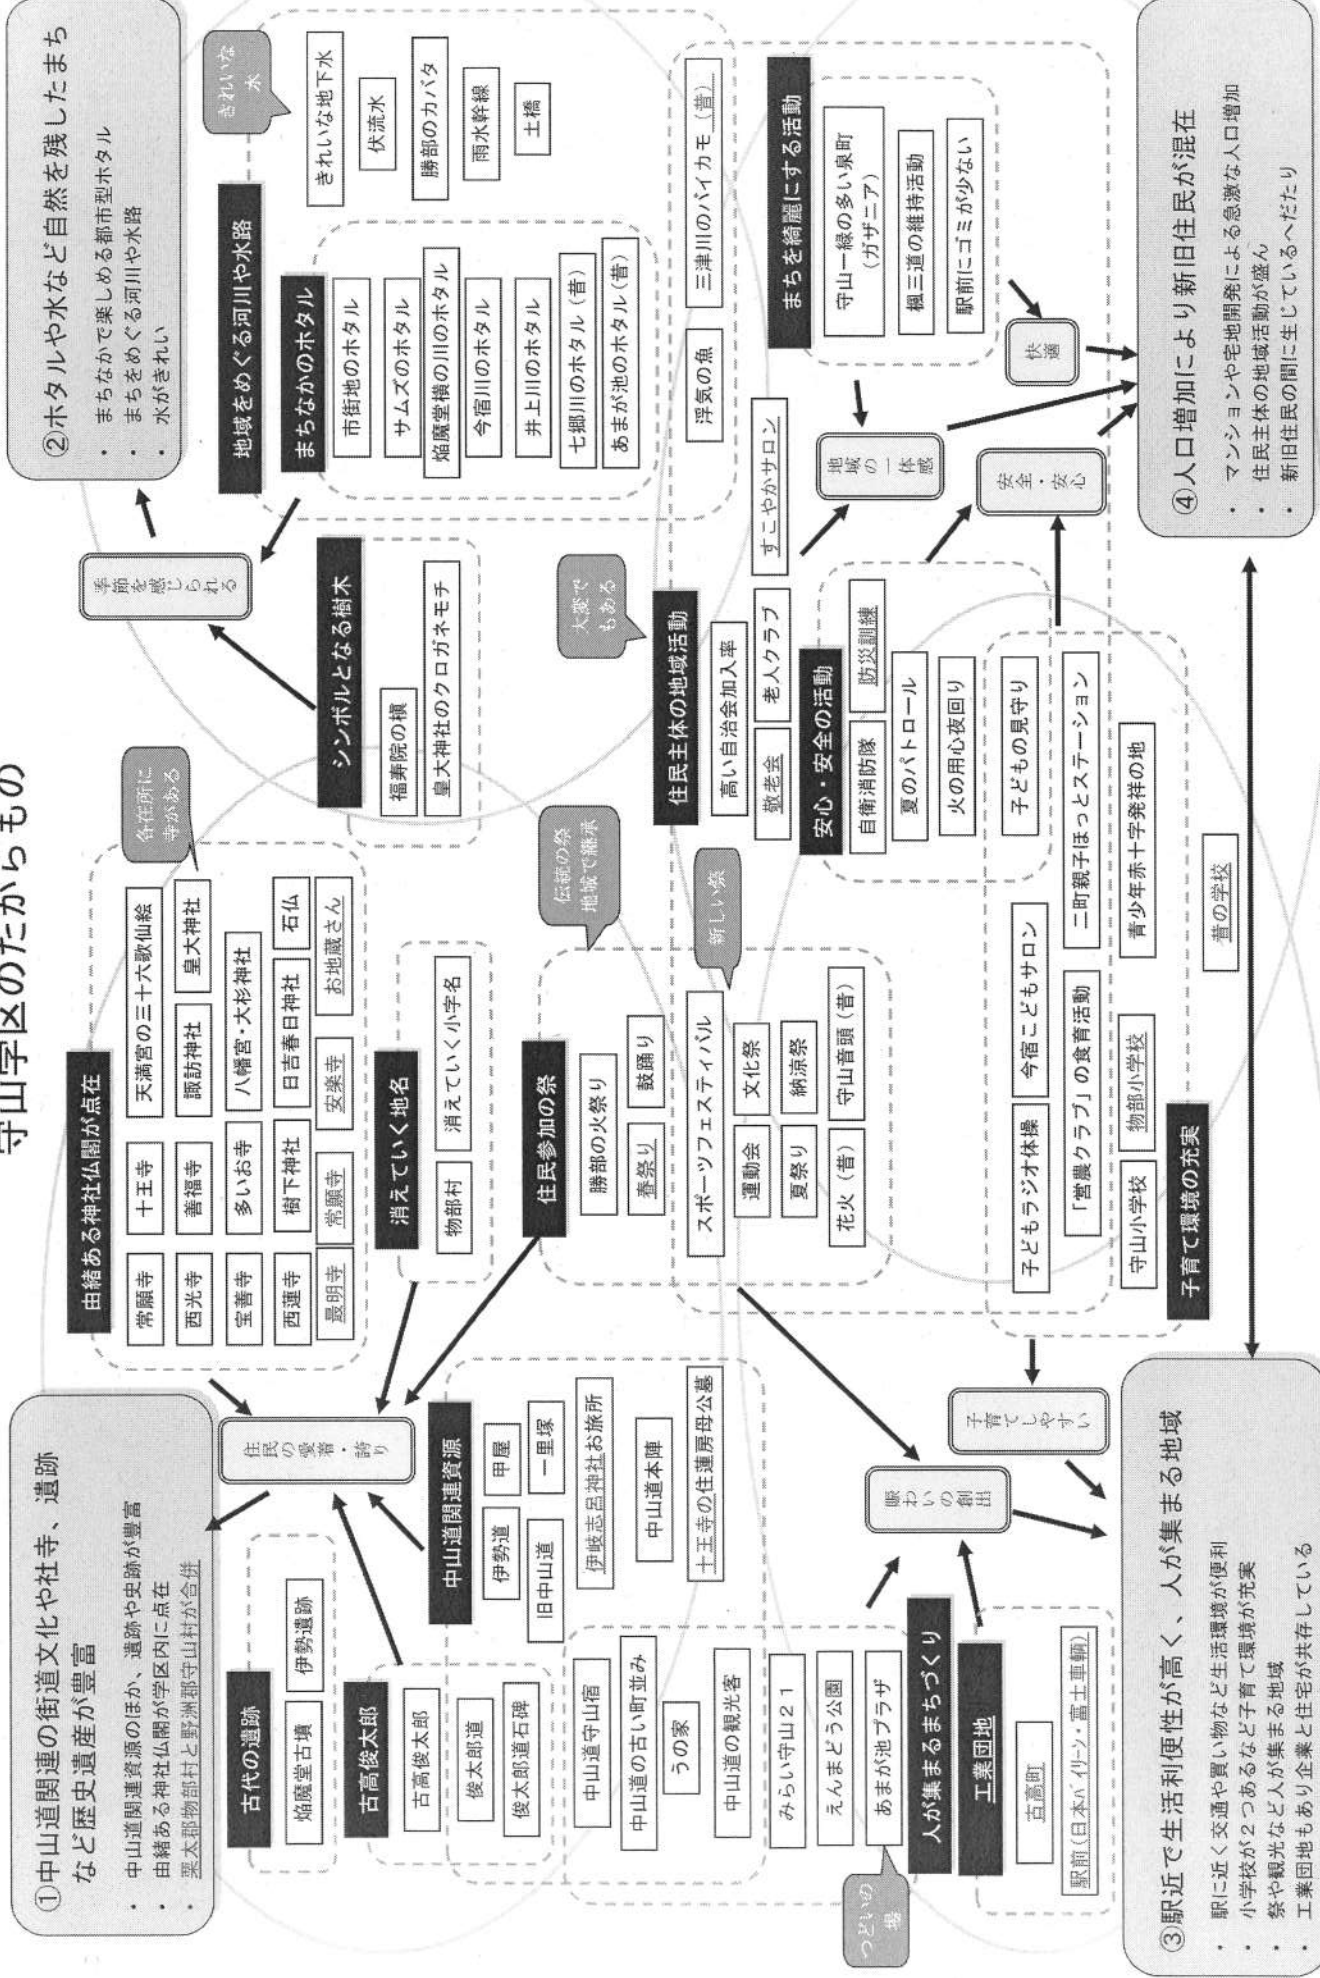 守山学区のたからもの
①中山道関連の街道文化や社寺、遺跡
など歴史遺産が豊富
・ 中山道関連資源のほか、遺跡や史跡が豊富
・ 由緒ある神社仏閣が学区内に点在
・ 栗太郡物部村と野洲郡守山村が合併
住民の愛着・誇り
古代の遺跡
焔魔堂古墳
伊勢遺跡
古高俊太郎
古高俊太郎
俊太郎道
俊太郎道石碑
中山道関連資源
伊勢道
甲屋
旧中山道
一里塚
伊岐志呂神社お旅所
中山道本陣
十王寺の住蓮房母公墓
中山道守山宿
中山道の古い町並み
うの家
中山道の観光客
みらい守山21
えんまどう公園
あまが池プラザ
つどいの
場
人が集まるまちづくり
工業団地
古高町
駅前(日本バイリーン・富士車輌)
賑わいの創出
子育てしやすい
③駅近で生活利便性が高く、人が集まる地域
・ 駅に近く交通や買い物など生活環境が便利
・ 小学校が2つあるなど子育て環境が充実
・ 祭や観光など人が集まる地域
・ 工業団地もあり企業と住宅が共存している
由緒ある神社仏閣が点在
各在所に
寺がある
常願寺
十王寺
天満宮の三十六歌仙絵
西光寺
善福寺
諏訪神社
皇大神社
宝善寺
多いお寺
八幡宮・大杉神社
西蓮寺
樹下神社
日吉春日神社
石仏
最明寺
常願寺
安楽寺
お地蔵さん
消えていく地名
物部村
消えていく小字名
住民参加の祭
伝統の祭
地域で継承
勝部の火祭り
春祭り
鼓踊り
新しい祭
スポーツフェスティバル
運動会
文化祭
夏祭り
納涼祭
花火（昔）
守山音頭（昔）
子どもラジオ体操
今宿こどもサロン
「営農クラブ」の食育活動
二町親子ほっとステーション
守山小学校
物部小学校
青少年赤十字発祥の地
子育て環境の充実
昔の学校
②ホタルや水など自然を残したまち
・ まちなかで楽しめる都市型ホタル
・ まちをめぐる河川や水路
・ 水がきれい
季節を感じられる
シンボルとなる樹木
福寿院の槇
皇大神社のクロガネモチ
地域をめぐる河川や水路
きれいな
水
きれいな地下水
伏流水
勝部のカバタ
雨水幹線
土橋
まちなかのホタル
市街地のホタル
サムズのホタル
焔魔堂横の川のホタル
今宿川のホタル
井上川のホタル
七郷川のホタル（昔）
あまが池のホタル（昔）
浮気の魚
三津川のバイカモ（昔）
住民主体の地域活動
大変で
もある
高い自治会加入率
敬老会
老人クラブ
すこやかサロン
安心・安全の活動
自衛消防隊
防災訓練
夏のパトロール
火の用心夜回り
子どもの見守り
まちを綺麗にする活動
守山一緑の多い泉町
（ガザニア）
楓三道の維持活動
駅前にゴミが少ない
地域の一体感
安全・安心
快適
④人口増加により新旧住民が混在
・ マンションや宅地開発による急激な人口増加
・ 住民主体の地域活動が盛ん
・ 新旧住民の間に生じているへだたり